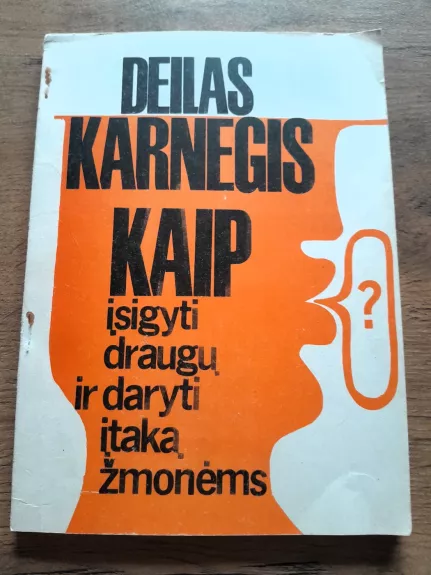 DEILAS
KARNEGIS
KAIP
įsigyti
draugų
ir daryti
įtaką
žmonėms
?